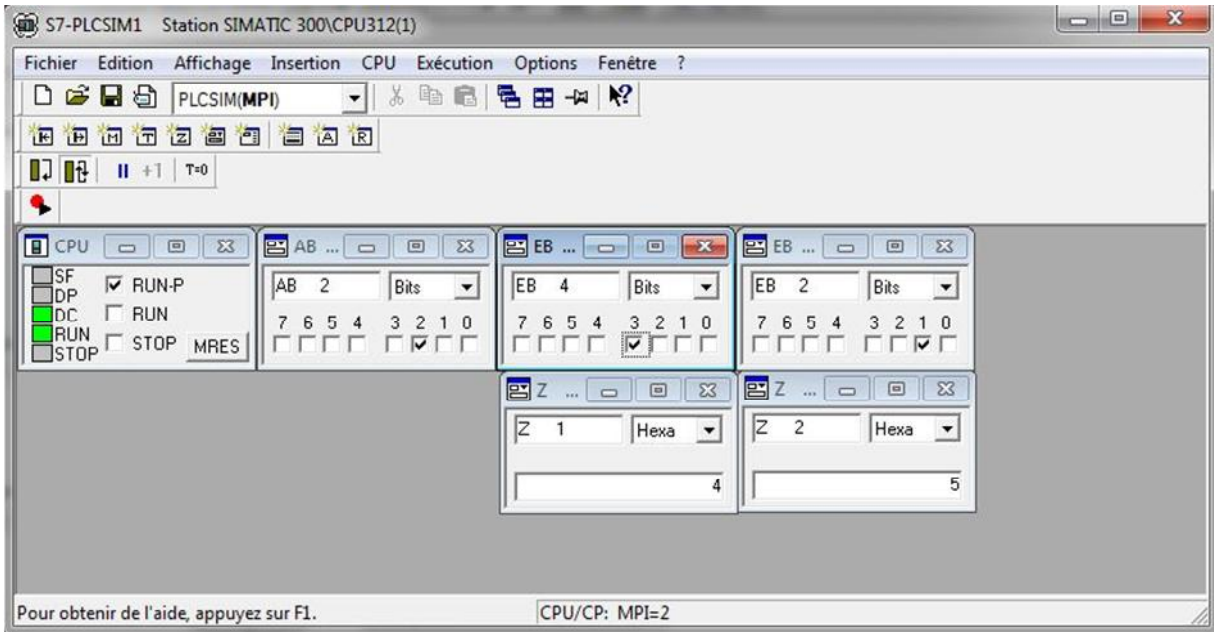 S7-PLCSIM1 Station SIMATIC 300\CPU312(1)
Fichier Edition Affichage Insertion CPU Exécution Options Fenêtre ?
PLCSIM(MPI)
+1 T=0
CPU
SF
DP
DC
RUN
STOP
RUN-P
RUN
STOP MRES
AB ...
AB 2 Bits
7 6 5 4 3 2 1 0
EB ...
EB 4 Bits
7 6 5 4 3 2 1 0
EB ...
EB 2 Bits
7 6 5 4 3 2 1 0
Z ...
Z 1 Hexa
4
Z ...
Z 2 Hexa
5
Pour obtenir de l'aide, appuyez sur F1. CPU/CP: MPI=2